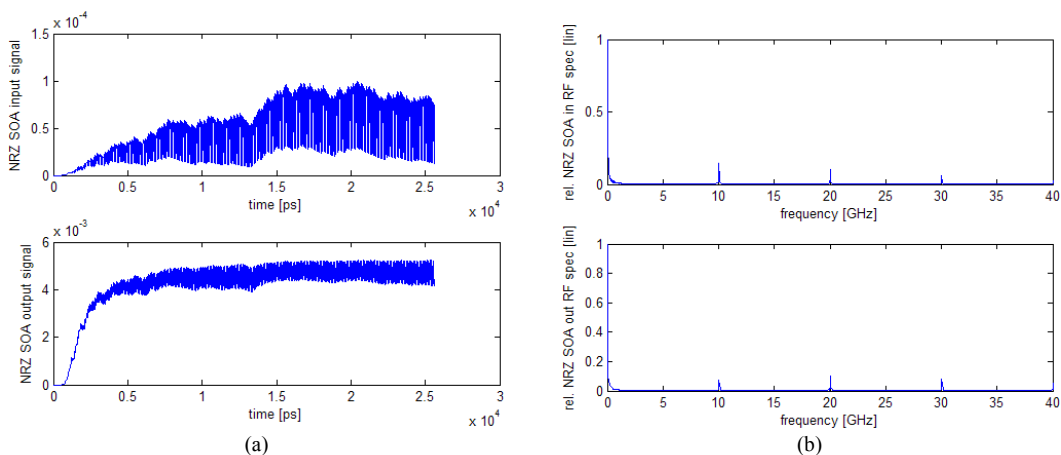 x 10^-4
1.5
1
0.5
0
NRZ SOA input signal
0 0.5 1 1.5 2 2.5 3
time [ps]
x 10^4
x 10^-3
6
4
2
0
NRZ SOA output signal
0 0.5 1 1.5 2 2.5 3
time [ps]
x 10^4
(a)
1
0.5
0
rel. NRZ SOA in RF spec [lin]
0 5 10 15 20 25 30 35 40
frequency [GHz]
1
0.8
0.6
0.4
0.2
0
rel. NRZ SOA out RF spec [lin]
0 5 10 15 20 25 30 35 40
frequency [GHz]
(b)